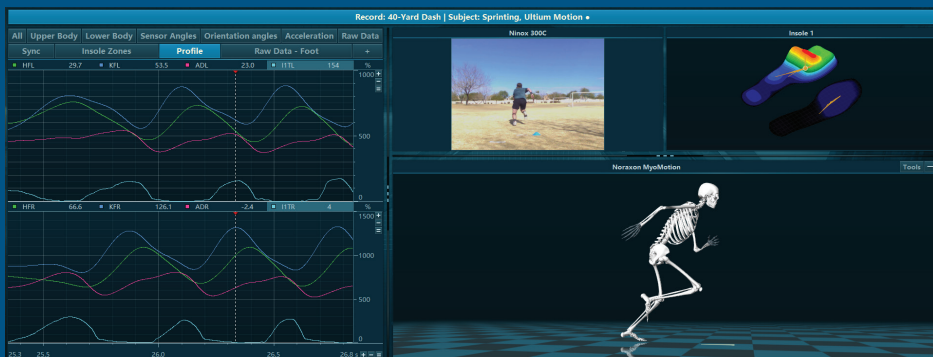 Record: 40-Yard Dash | Subject: Sprinting, Ultium Motion •
All Upper Body Lower Body Sensor Angles Orientation angles Acceleration Raw Data
Sync Insole Zones Profile Raw Data - Foot +
HFL 29.7 KFL 53.5 ADL 23.0 I1TL 154 %
1000
500
0
HFR 66.6 KFR 126.1 ADR -2.4 I1TR 4 %
1500
1000
500
0
25.3 25.5 26.0 26.5 26.8 s
Ninox 300C
Insole 1
Noraxon MyoMotion
Tools